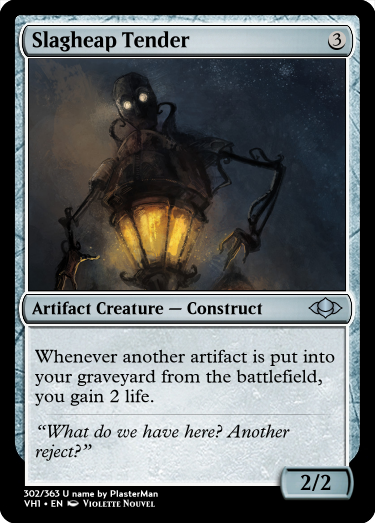 Slagheap Tender 3
Artifact Creature — Construct
Whenever another artifact is put into
your graveyard from the battlefield,
you gain 2 life.
“What do we have here? Another
reject?”
2/2
302/363 U name by PlasterMan
VH1 • EN Violette Nouvel